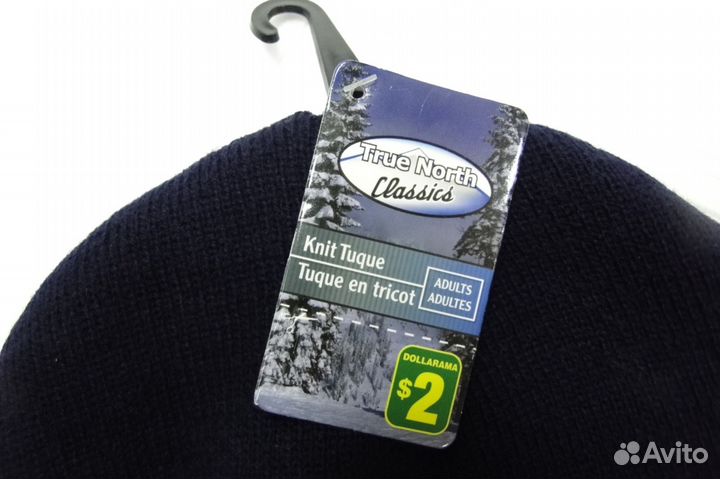 True North
Classics
Knit Tuque
Tuque en tricot
ADULTS
ADULTES
DOLLARAMA
$2
Avito